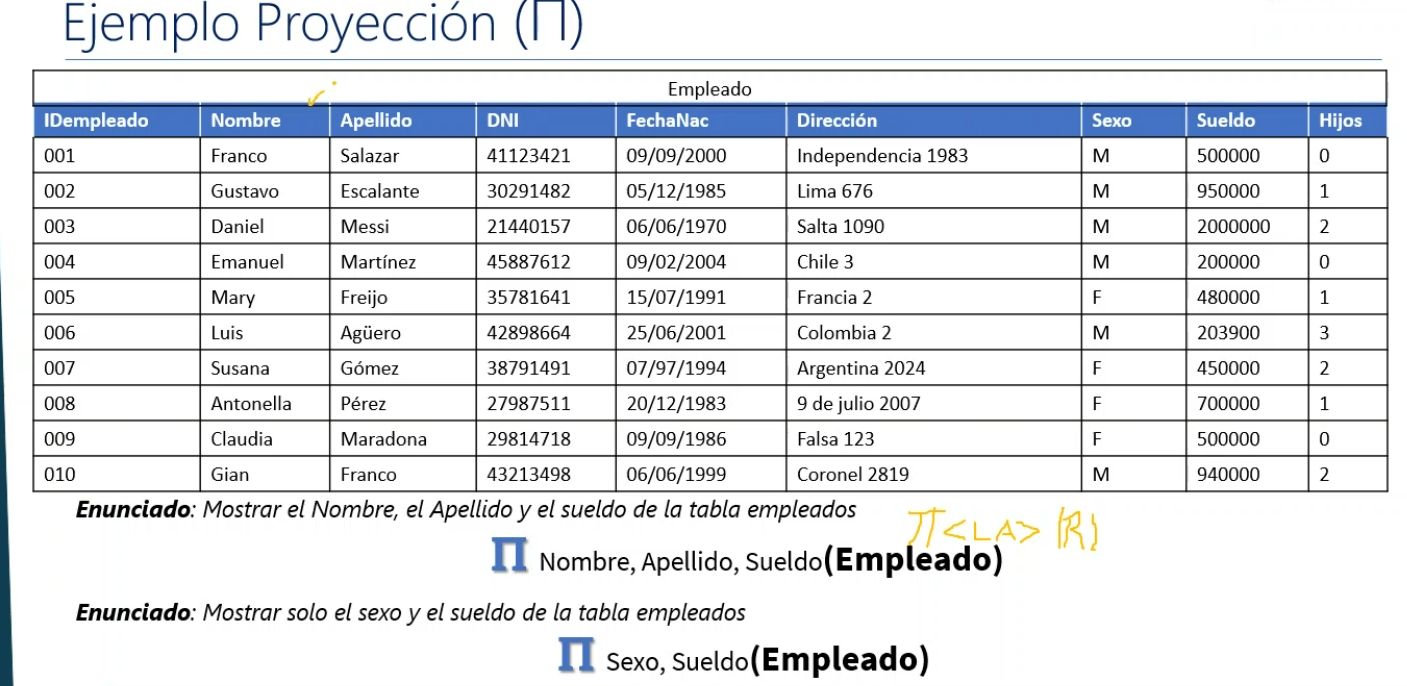 Ejemplo Proyección (Π)
Empleado
IDempleado Nombre Apellido DNI FechaNac Dirección Sexo Sueldo Hijos
001 Franco Salazar 41123421 09/09/2000 Independencia 1983 M 500000 0
002 Gustavo Escalante 30291482 05/12/1985 Lima 676 M 950000 1
003 Daniel Messi 21440157 06/06/1970 Salta 1090 M 2000000 2
004 Emanuel Martínez 45887612 09/02/2004 Chile 3 M 200000 0
005 Mary Freijo 35781641 15/07/1991 Francia 2 F 480000 1
006 Luis Agüero 42898664 25/06/2001 Colombia 2 M 203900 3
007 Susana Gómez 38791491 07/97/1994 Argentina 2024 F 450000 2
008 Antonella Pérez 27987511 20/12/1983 9 de julio 2007 F 700000 1
009 Claudia Maradona 29814718 09/09/1986 Falsa 123 F 500000 0
010 Gian Franco 43213498 06/06/1999 Coronel 2819 M 940000 2
Enunciado: Mostrar el Nombre, el Apellido y el sueldo de la tabla empleados
π <LA> (R)
Π Nombre, Apellido, Sueldo(Empleado)
Enunciado: Mostrar solo el sexo y el sueldo de la tabla empleados
Π Sexo, Sueldo(Empleado)